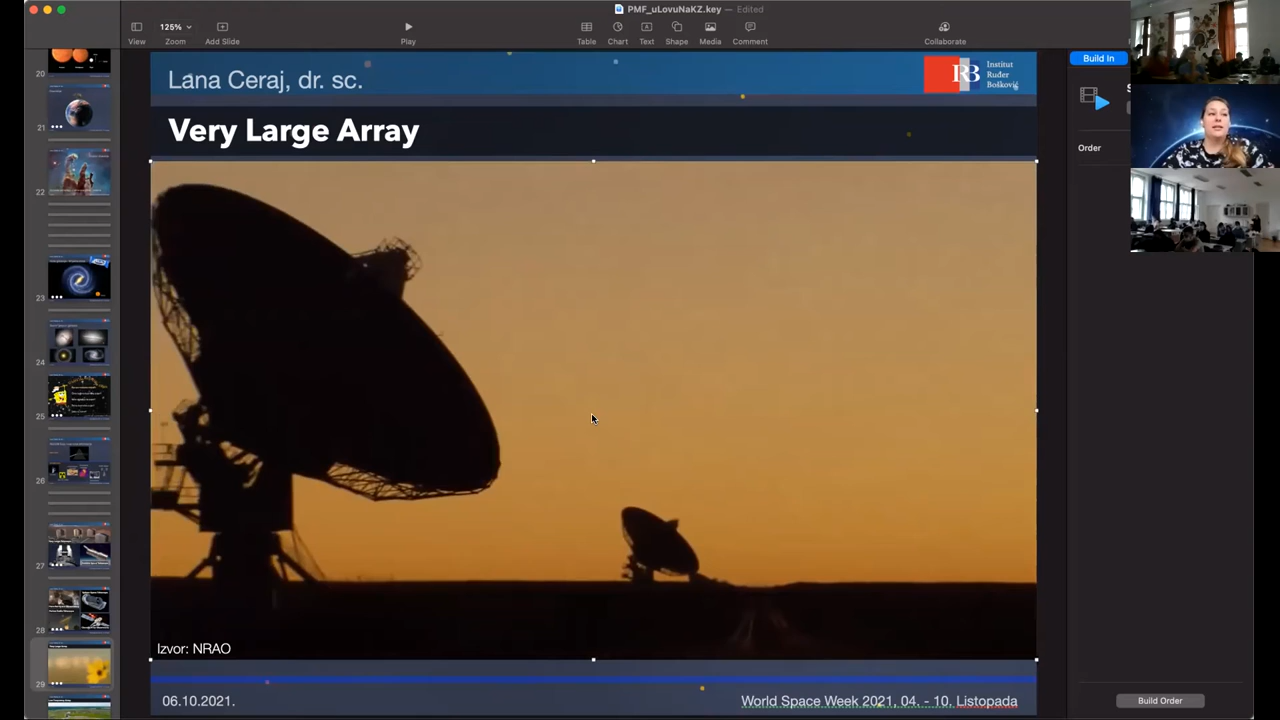 PMF_uLovuNaKZ.key — Edited
125%
View
Zoom
Add Slide
Play
Table
Chart
Text
Shape
Media
Comment
Collaborate
Build In
Order
Lana Ceraj, dr. sc.
Institut
Ruđer
Bošković
Very Large Array
Izvor: NRAO
06.10.2021.
World Space Week 2021, 04. - 10. Listopada
20
21
22
23
24
25
26
27
28
29
Build Order